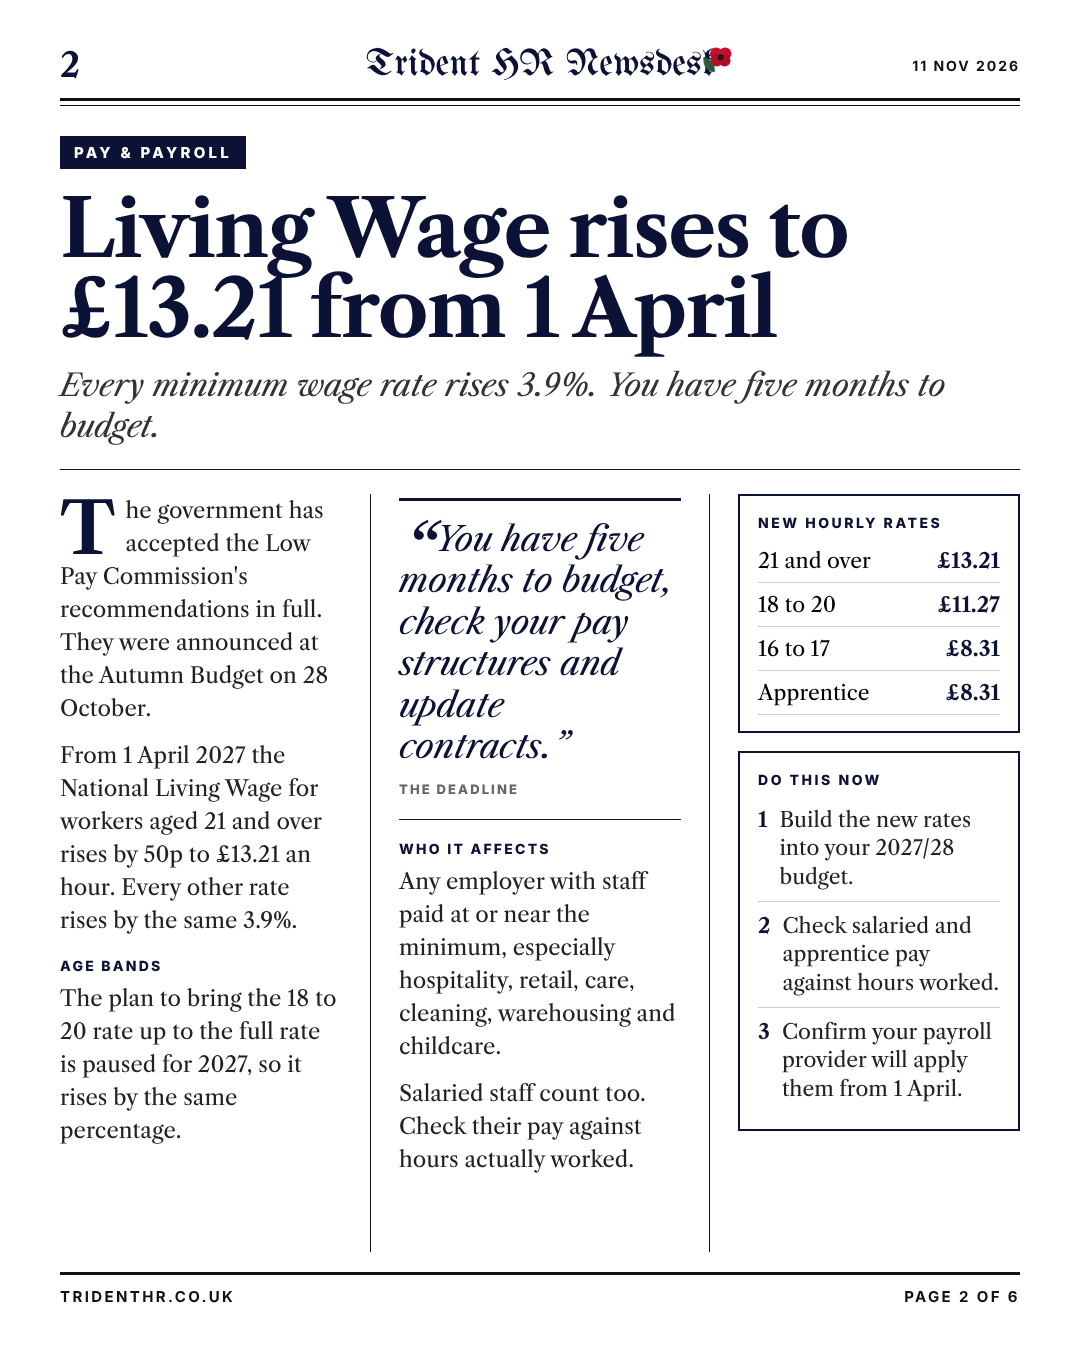 2
Trident HR Newsdesk
11 NOV 2026
PAY & PAYROLL
Living Wage rises to
£13.21 from 1 April
Every minimum wage rate rises 3.9%. You have five months to
budget.
The government has
accepted the Low
Pay Commission's
recommendations in full.
They were announced at
the Autumn Budget on 28
October.
From 1 April 2027 the
National Living Wage for
workers aged 21 and over
rises by 50p to £13.21 an
hour. Every other rate
rises by the same 3.9%.
AGE BANDS
The plan to bring the 18 to
20 rate up to the full rate
is paused for 2027, so it
rises by the same
percentage.
“You have five
months to budget,
check your pay
structures and
update
contracts.”
THE DEADLINE
WHO IT AFFECTS
Any employer with staff
paid at or near the
minimum, especially
hospitality, retail, care,
cleaning, warehousing and
childcare.
Salaried staff count too.
Check their pay against
hours actually worked.
NEW HOURLY RATES
21 and over £13.21
18 to 20 £11.27
16 to 17 £8.31
Apprentice £8.31
DO THIS NOW
1 Build the new rates
into your 2027/28
budget.
2 Check salaried and
apprentice pay
against hours worked.
3 Confirm your payroll
provider will apply
them from 1 April.
TRIDENTHR.CO.UK
PAGE 2 OF 6